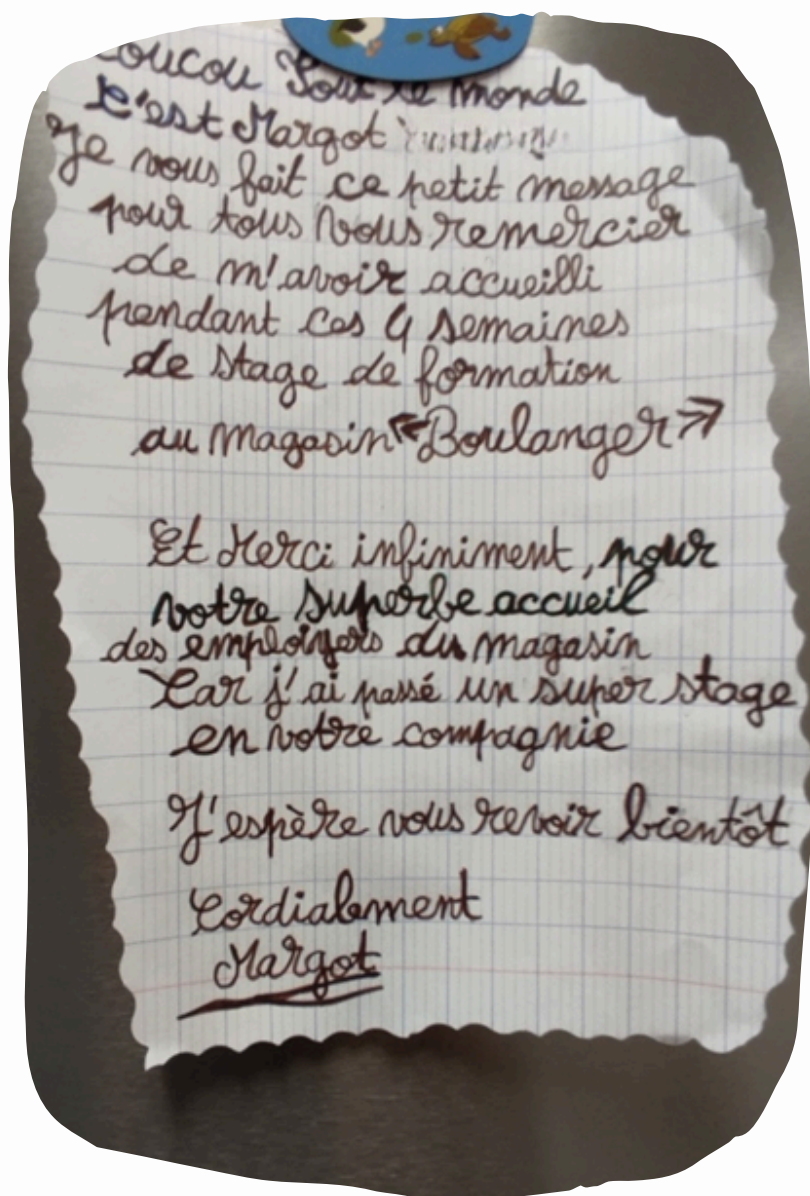 Coucou Tout le monde
C'est Margot
Je vous fait ce petit message
pour tous vous remercier
de m'avoir accueilli
pendant ces 4 semaines
de stage de formation
au magasin « Boulanger »
Et Merci infiniment, pour
votre superbe accueil
des employers du magasin
Car j'ai passé un super stage
en votre compagnie
J'espère vous revoir bientôt
Cordialement
Margot